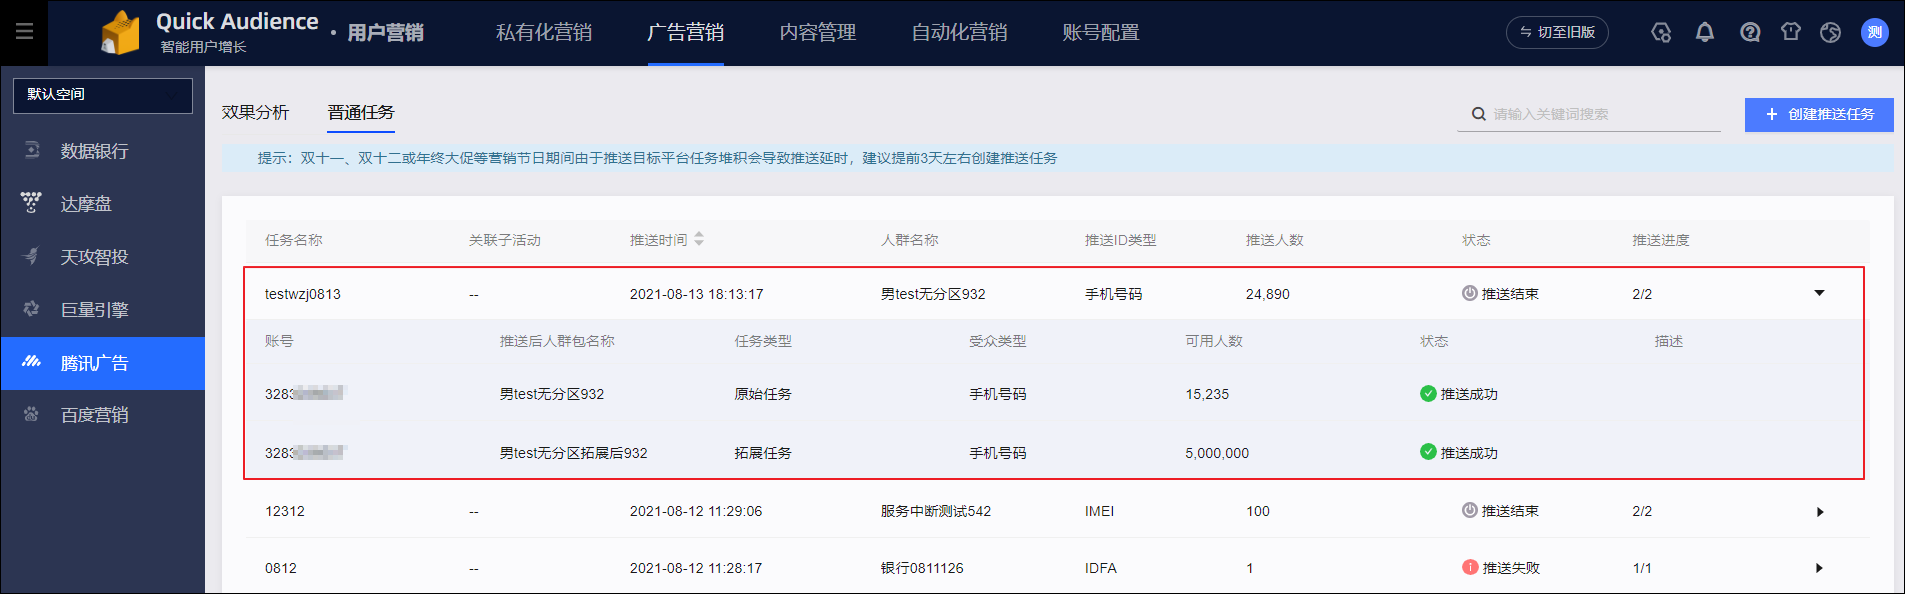 Quick Audience
智能用户增长
· 用户营销
私有化营销
广告营销
内容管理
自动化营销
账号配置
切至旧版
测
默认空间
数据银行
达摩盘
天攻智投
巨量引擎
腾讯广告
百度营销
效果分析
普通任务
请输入关键词搜索
+ 创建推送任务
提示：双十一、双十二或年终大促等营销节日期间由于推送目标平台任务堆积会导致推送延时，建议提前3天左右创建推送任务
任务名称 关联子活动 推送时间 人群名称 推送ID类型 推送人数 状态 推送进度
testwzj0813 -- 2021-08-13 18:13:17 男test无分区932 手机号码 24,890 推送结束 2/2
账号 推送后人群包名称 任务类型 受众类型 可用人数 状态 描述
3283 男test无分区932 原始任务 手机号码 15,235 推送成功
3283 男test无分区拓展后932 拓展任务 手机号码 5,000,000 推送成功
12312 -- 2021-08-12 11:29:06 服务中断测试542 IMEI 100 推送结束 2/2
0812 -- 2021-08-12 11:28:17 银行0811126 IDFA 1 推送失败 1/1